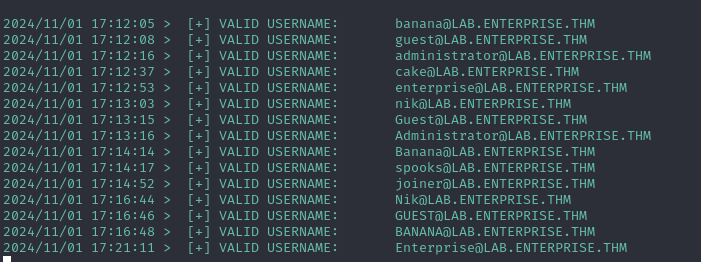 2024/11/01 17:12:05 >  [+] VALID USERNAME:       banana@LAB.ENTERPRISE.THM
2024/11/01 17:12:08 >  [+] VALID USERNAME:       guest@LAB.ENTERPRISE.THM
2024/11/01 17:12:16 >  [+] VALID USERNAME:       administrator@LAB.ENTERPRISE.THM
2024/11/01 17:12:37 >  [+] VALID USERNAME:       cake@LAB.ENTERPRISE.THM
2024/11/01 17:12:53 >  [+] VALID USERNAME:       enterprise@LAB.ENTERPRISE.THM
2024/11/01 17:13:03 >  [+] VALID USERNAME:       nik@LAB.ENTERPRISE.THM
2024/11/01 17:13:15 >  [+] VALID USERNAME:       Guest@LAB.ENTERPRISE.THM
2024/11/01 17:13:16 >  [+] VALID USERNAME:       Administrator@LAB.ENTERPRISE.THM
2024/11/01 17:14:14 >  [+] VALID USERNAME:       Banana@LAB.ENTERPRISE.THM
2024/11/01 17:14:17 >  [+] VALID USERNAME:       spooks@LAB.ENTERPRISE.THM
2024/11/01 17:14:52 >  [+] VALID USERNAME:       joiner@LAB.ENTERPRISE.THM
2024/11/01 17:16:44 >  [+] VALID USERNAME:       Nik@LAB.ENTERPRISE.THM
2024/11/01 17:16:46 >  [+] VALID USERNAME:       GUEST@LAB.ENTERPRISE.THM
2024/11/01 17:16:48 >  [+] VALID USERNAME:       BANANA@LAB.ENTERPRISE.THM
2024/11/01 17:21:11 >  [+] VALID USERNAME:       Enterprise@LAB.ENTERPRISE.THM